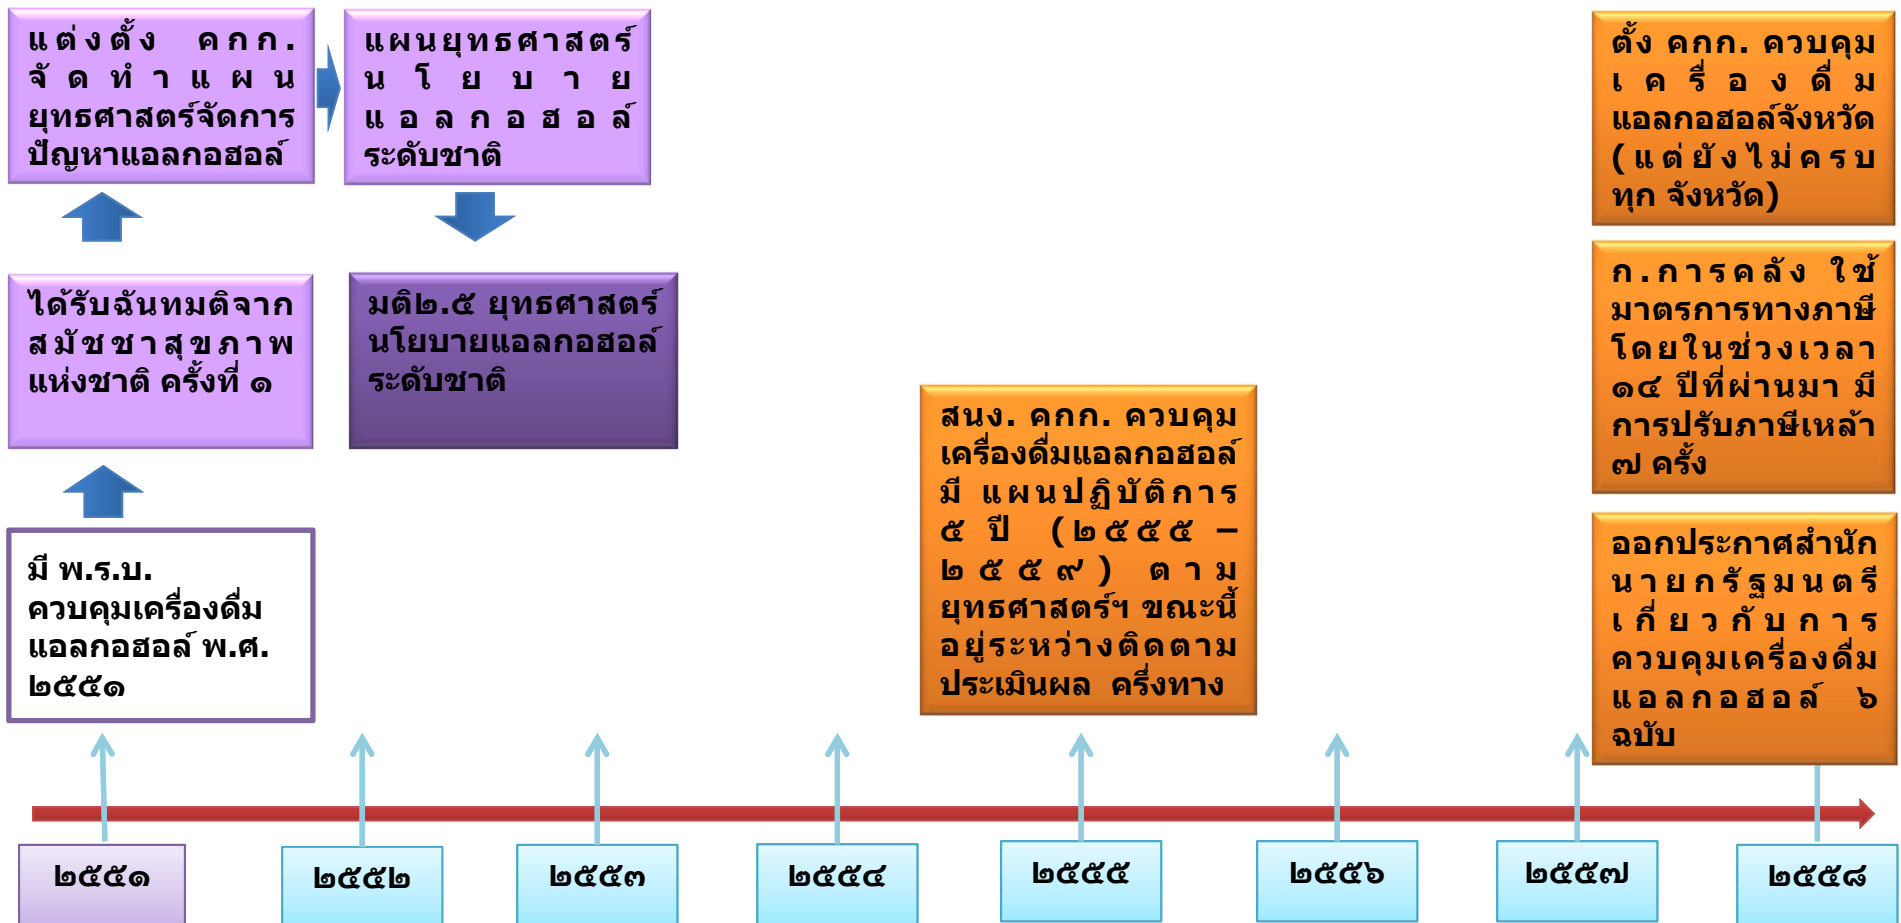 แต่งตั้ง คกก.
จัดทำแผน
ยุทธศาสตร์จัดการ
ปัญหาแอลกอฮอล์
แผนยุทธศาสตร์
นโยบาย
แอลกอฮอล์
ระดับชาติ
ตั้ง คกก. ควบคุม
เครื่องดื่ม
แอลกอฮอล์จังหวัด
(แต่ยังไม่ครบ
ทุก จังหวัด)
ได้รับฉันทมติจาก
สมัชชาสุขภาพ
แห่งชาติ ครั้งที่ ๑
มติ๒.๕ ยุทธศาสตร์
นโยบายแอลกอฮอล์
ระดับชาติ
ก.การคลัง ใช้
มาตรการทางภาษี
โดยในช่วงเวลา
๑๔ ปีที่ผ่านมา มี
การปรับภาษีเหล้า
๗ ครั้ง
สนง. คกก. ควบคุม
เครื่องดื่มแอลกอฮอล์
มี แผนปฏิบัติการ
๕ ปี (๒๕๕๕ –
๒๕๕๙) ตาม
ยุทธศาสตร์ฯ ขณะนี้
อยู่ระหว่างติดตาม
ประเมินผล ครึ่งทาง
มี พ.ร.บ.
ควบคุมเครื่องดื่ม
แอลกอฮอล์ พ.ศ.
๒๕๕๑
ออกประกาศสำนัก
นายกรัฐมนตรี
เกี่ยวกับการ
ควบคุมเครื่องดื่ม
แอลกอฮอล์ ๖
ฉบับ
๒๕๕๑
๒๕๕๒
๒๕๕๓
๒๕๕๔
๒๕๕๕
๒๕๕๖
๒๕๕๗
๒๕๕๘